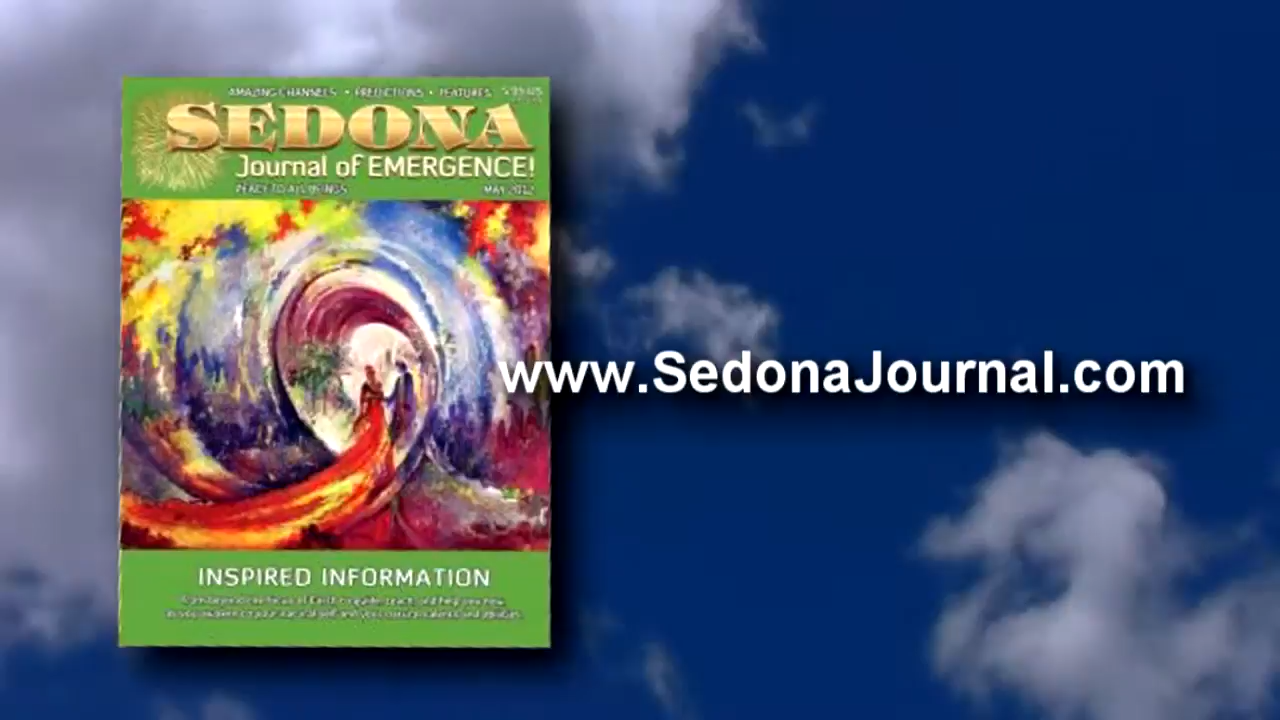 AMAZING CHANNELS • PREDICTIONS • FEATURES
SEDONA
Journal of EMERGENCE!
PEACE TO ALL BEINGS
MAY 2012
www.SedonaJournal.com
INSPIRED INFORMATION